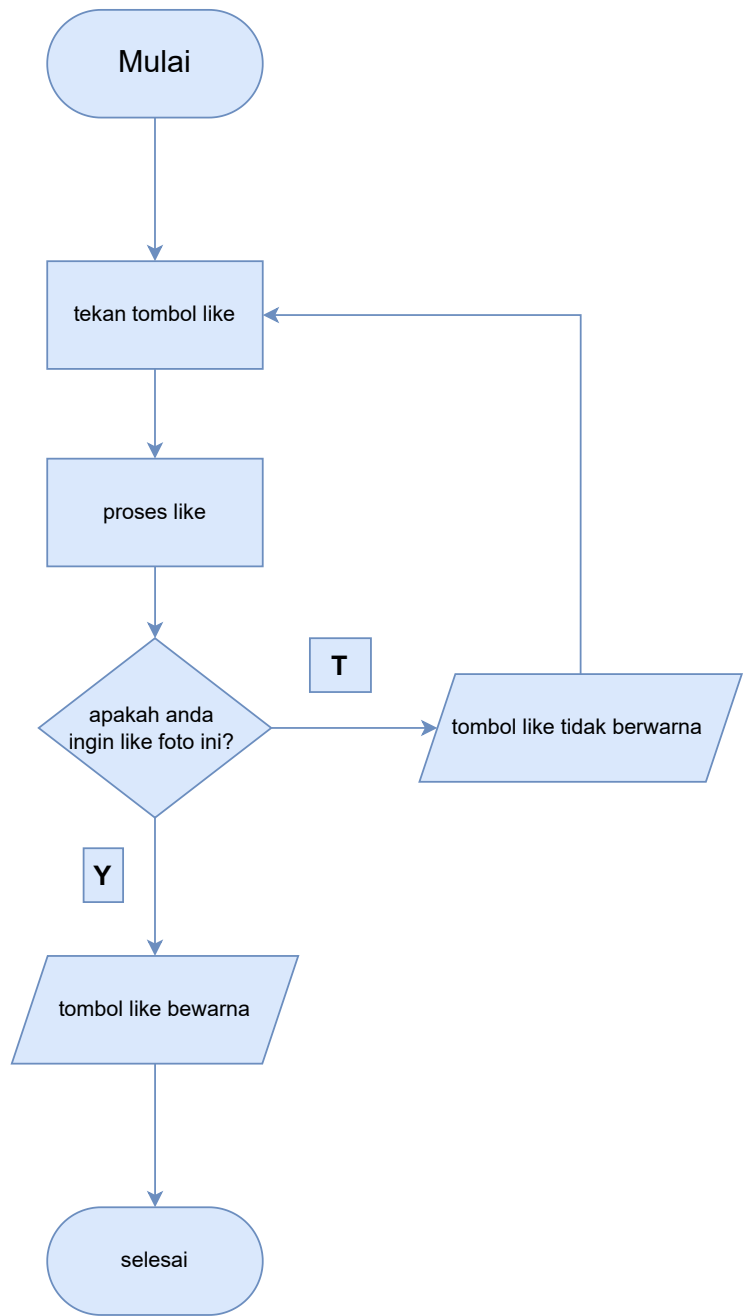 Mulai
tekan tombol like
proses like
apakah anda
ingin like foto ini?
T
tombol like tidak berwarna
Y
tombol like bewarna
selesai